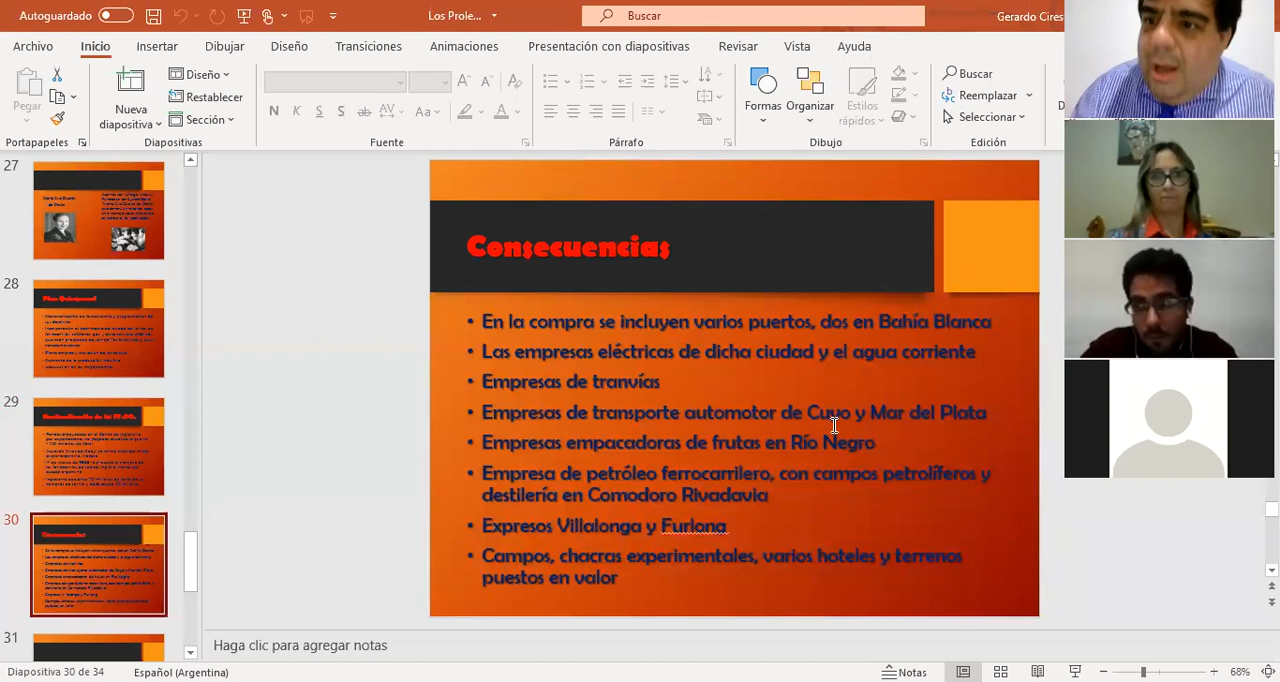 Autoguardado
Los Prole...
Buscar
Gerardo Cires
Archivo
Inicio
Insertar
Dibujar
Diseño
Transiciones
Animaciones
Presentación con diapositivas
Revisar
Vista
Ayuda
Pegar
Nueva
diapositiva
Diseño
Restablecer
Sección
N K S S ab AV Aa A
Formas
Organizar
Estilos
rápidos
Buscar
Reemplazar
Seleccionar
Portapapeles
Diapositivas
Fuente
Párrafo
Dibujo
Edición
27
28
29
30
31
Consecuencias
• En la compra se incluyen varios puertos, dos en Bahía Blanca
• Las empresas eléctricas de dicha ciudad y el agua corriente
• Empresas de tranvías
• Empresas de transporte automotor de Cuyo y Mar del Plata
• Empresas empacadoras de frutas en Río Negro
• Empresa de petróleo ferrocarrilero, con campos petrolíferos y
destilería en Comodoro Rivadavia
• Expresos Villalonga y Furlona
• Campos, chacras experimentales, varios hoteles y terrenos
puestos en valor
Haga clic para agregar notas
Diapositiva 30 de 34
Español (Argentina)
Notas
68%